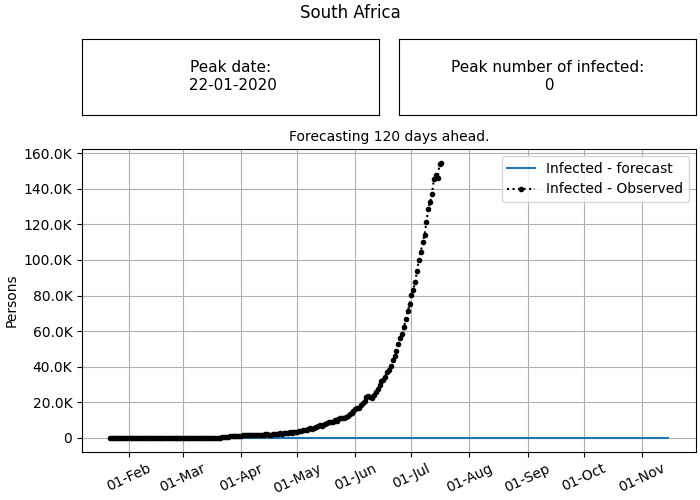 South Africa
Peak date:
22-01-2020
Peak number of infected:
0
Forecasting 120 days ahead.
160.0K
140.0K
120.0K
100.0K
80.0K
60.0K
40.0K
20.0K
0
Persons
Infected - forecast
Infected - Observed
01-Feb
01-Mar
01-Apr
01-May
01-Jun
01-Jul
01-Aug
01-Sep
01-Oct
01-Nov